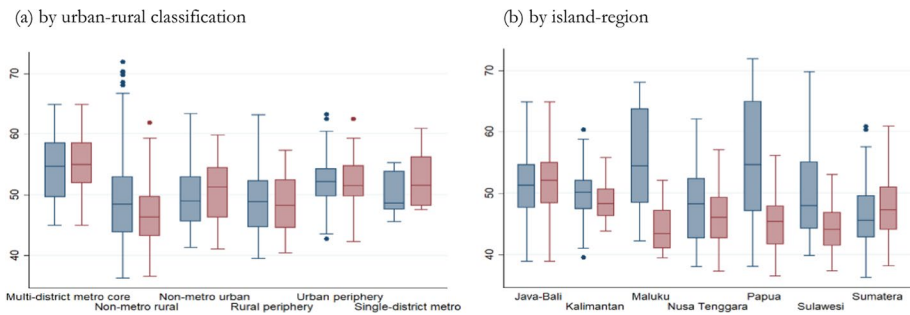 (a) by urban-rural classification
70
60
50
40
Multi-district metro core
Non-metro rural
Non-metro urban
Rural periphery
Urban periphery
Single-district metro
(b) by island-region
70
60
50
40
Java-Bali
Kalimantan
Maluku
Nusa Tenggara
Papua
Sulawesi
Sumatera